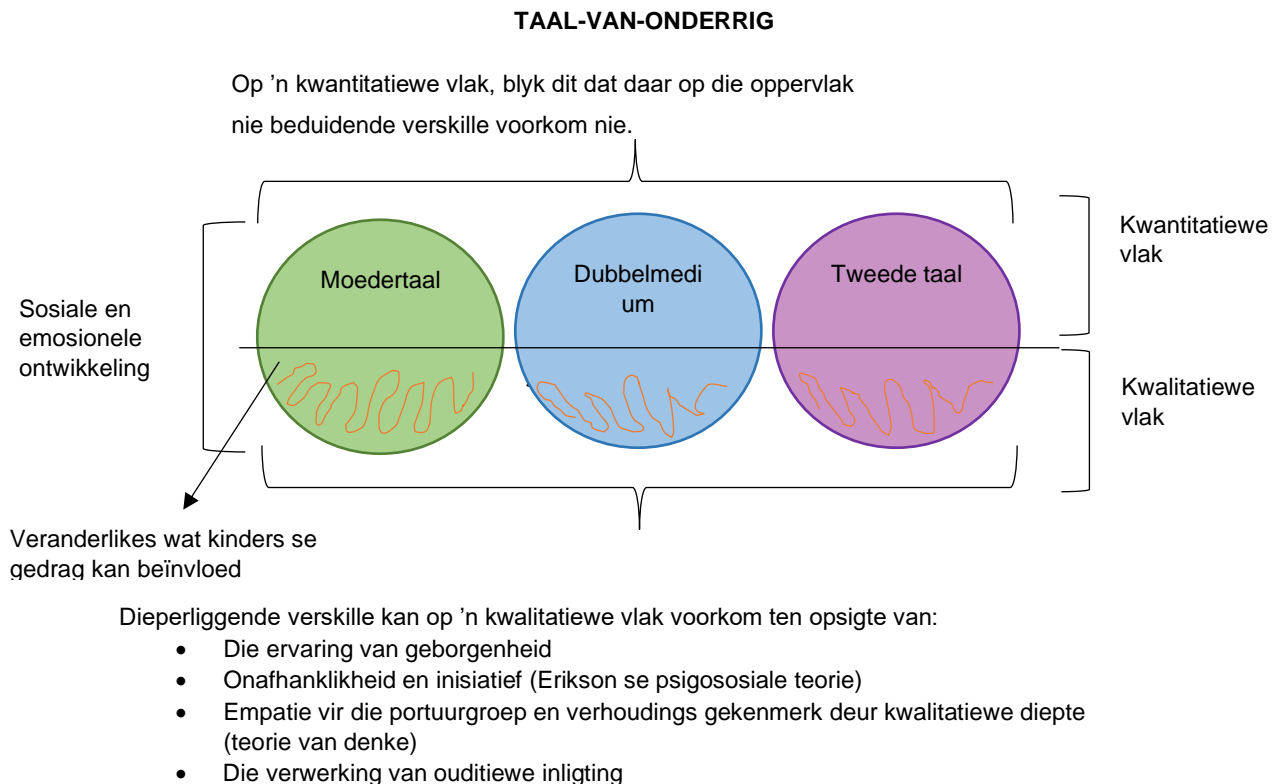 TAAL-VAN-ONDERRIG
Op ’n kwantitatiewe vlak, blyk dit dat daar op die oppervlak
nie beduidende verskille voorkom nie.
Kwantitatiewe
vlak
Moedertaal
Dubbelmedi
um
Tweede taal
Sosiale en
emosionele
ontwikkeling
Kwalitatiewe
vlak
Veranderlikes wat kinders se
gedrag kan beïnvloed
Dieperliggende verskille kan op ’n kwalitatiewe vlak voorkom ten opsigte van:
• Die ervaring van geborgenheid
• Onafhanklikheid en inisiatief (Erikson se psigososiale teorie)
• Empatie vir die portuurgroep en verhoudings gekenmerk deur kwalitatiewe diepte
(teorie van denke)
• Die verwerking van ouditiewe inligting